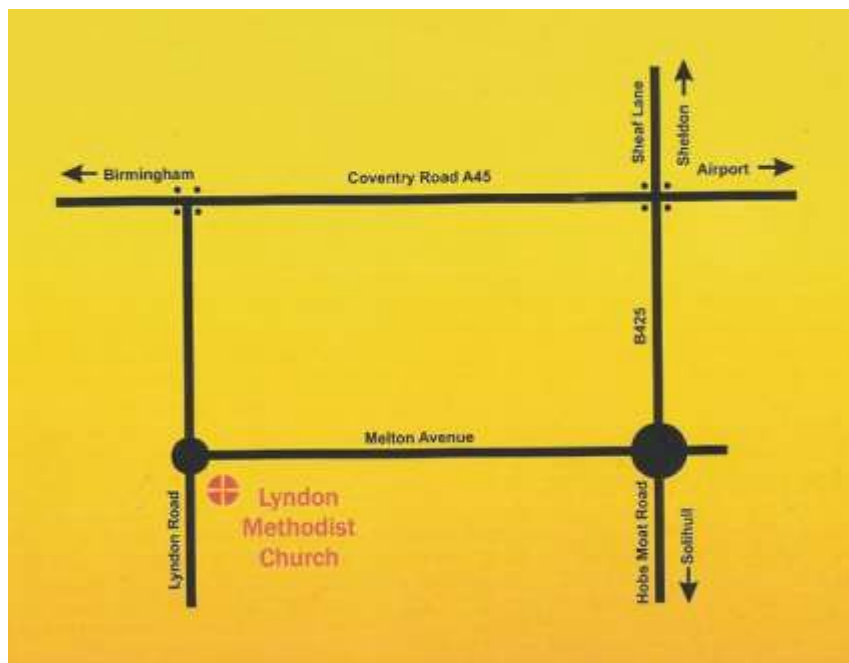 Sheaf Lane
Sheldon
Birmingham
Coventry Road A45
Airport
B425
Melton Avenue
Lyndon
Methodist
Church
Lyndon Road
Hobs Moat Road
Solihull